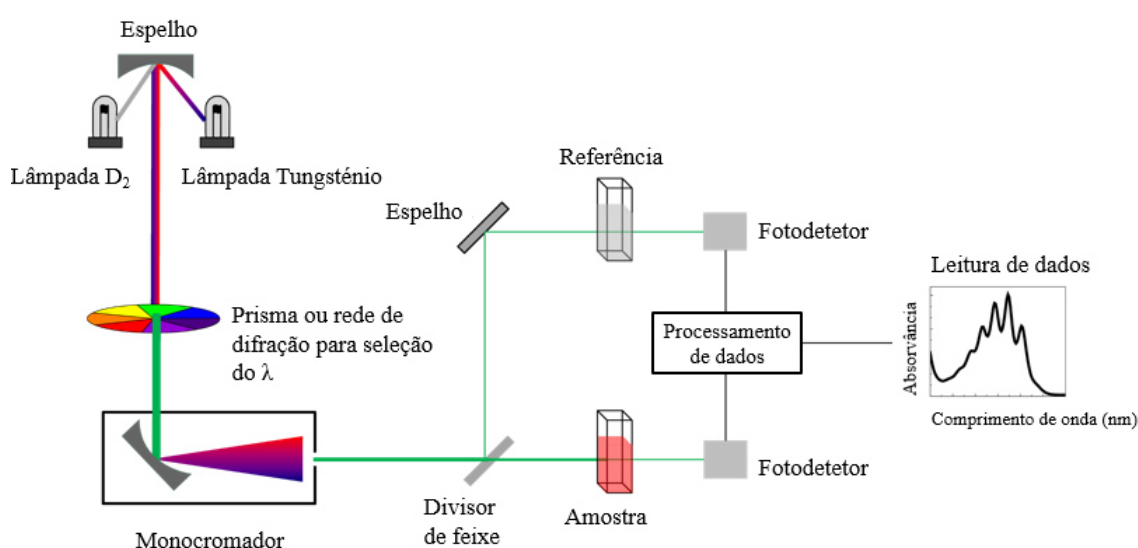 Espelho
Lâmpada D₂
Lâmpada Tungsténio
Prisma ou rede de
difração para seleção
do λ
Monocromador
Espelho
Divisor
de feixe
Referência
Amostra
Fotodetetor
Processamento
de dados
Fotodetetor
Leitura de dados
Absorvância
Comprimento de onda (nm)